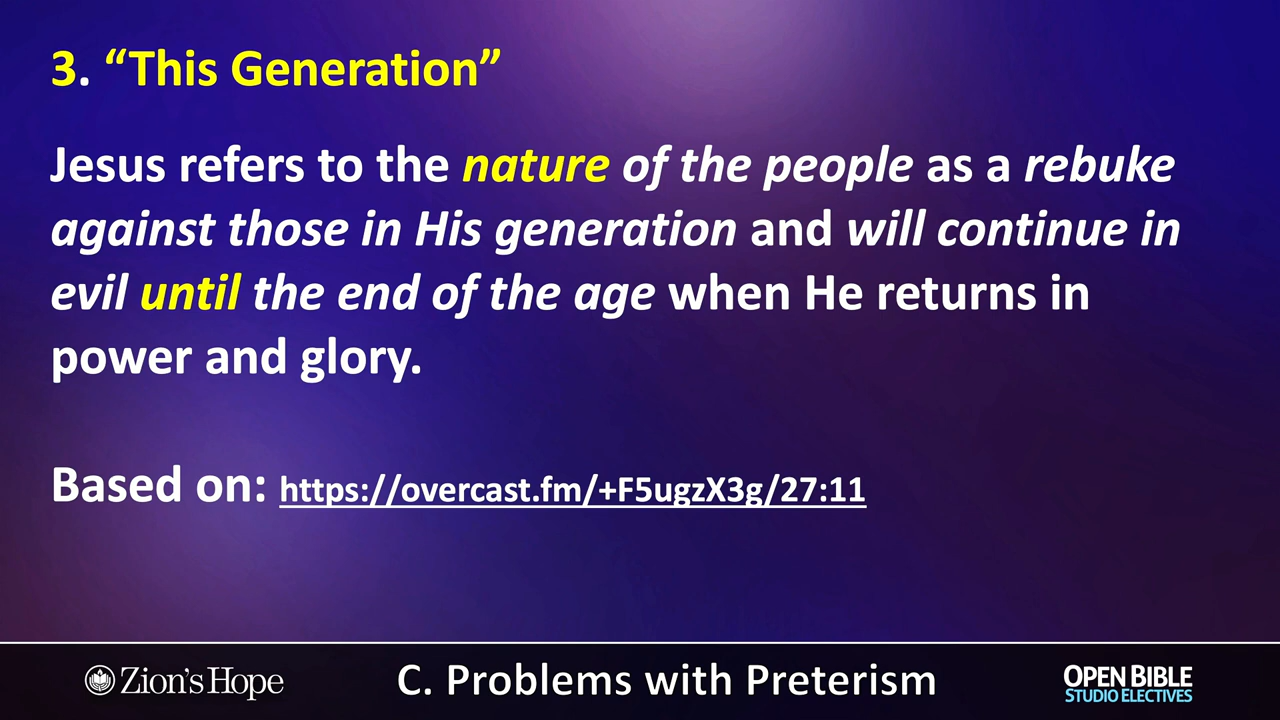 3. “This Generation”
Jesus refers to the nature of the people as a rebuke
against those in His generation and will continue in
evil until the end of the age when He returns in
power and glory.
Based on: https://overcast.fm/+F5ugzX3g/27:11
Zion's Hope
C. Problems with Preterism
OPEN BIBLE
STUDIO ELECTIVES